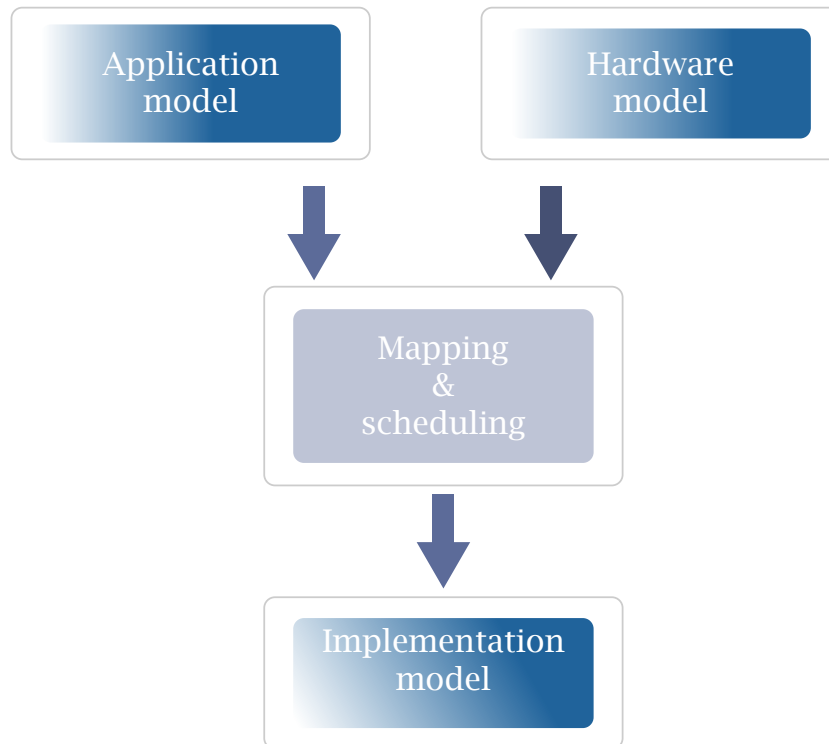 Application
model
Hardware
model
Mapping
&
scheduling
Implementation
model